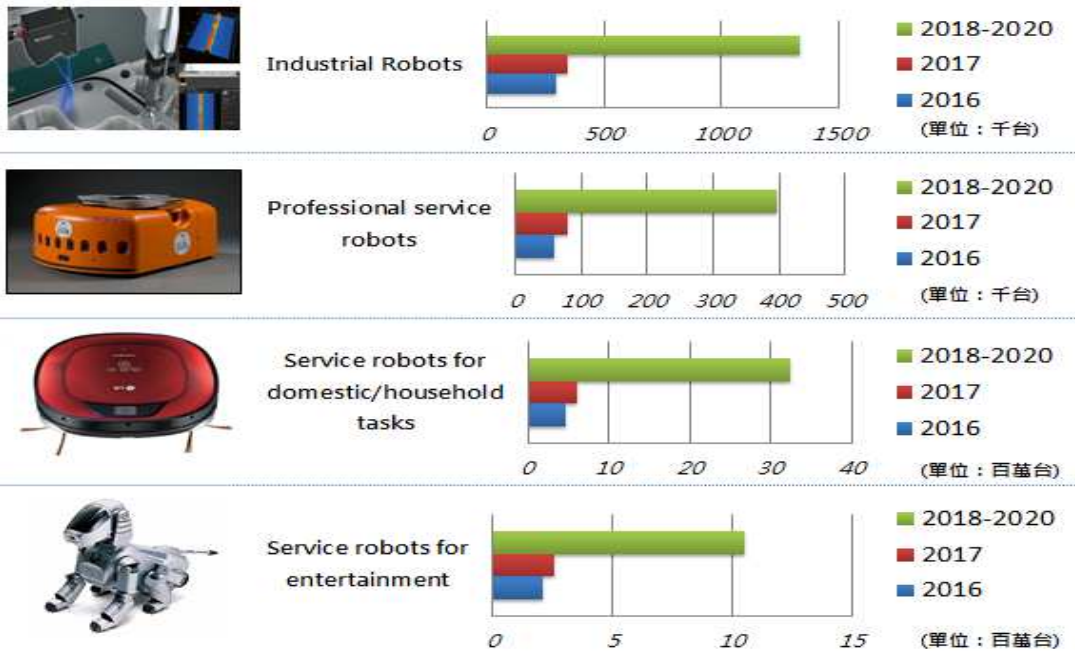 Industrial Robots
0
500
1000
1500
2018-2020
2017
2016
(單位：千台)
Professional service
robots
0
100
200
300
400
500
2018-2020
2017
2016
(單位：千台)
Service robots for
domestic/household
tasks
0
10
20
30
40
2018-2020
2017
2016
(單位：百萬台)
Service robots for
entertainment
0
5
10
15
2018-2020
2017
2016
(單位：百萬台)